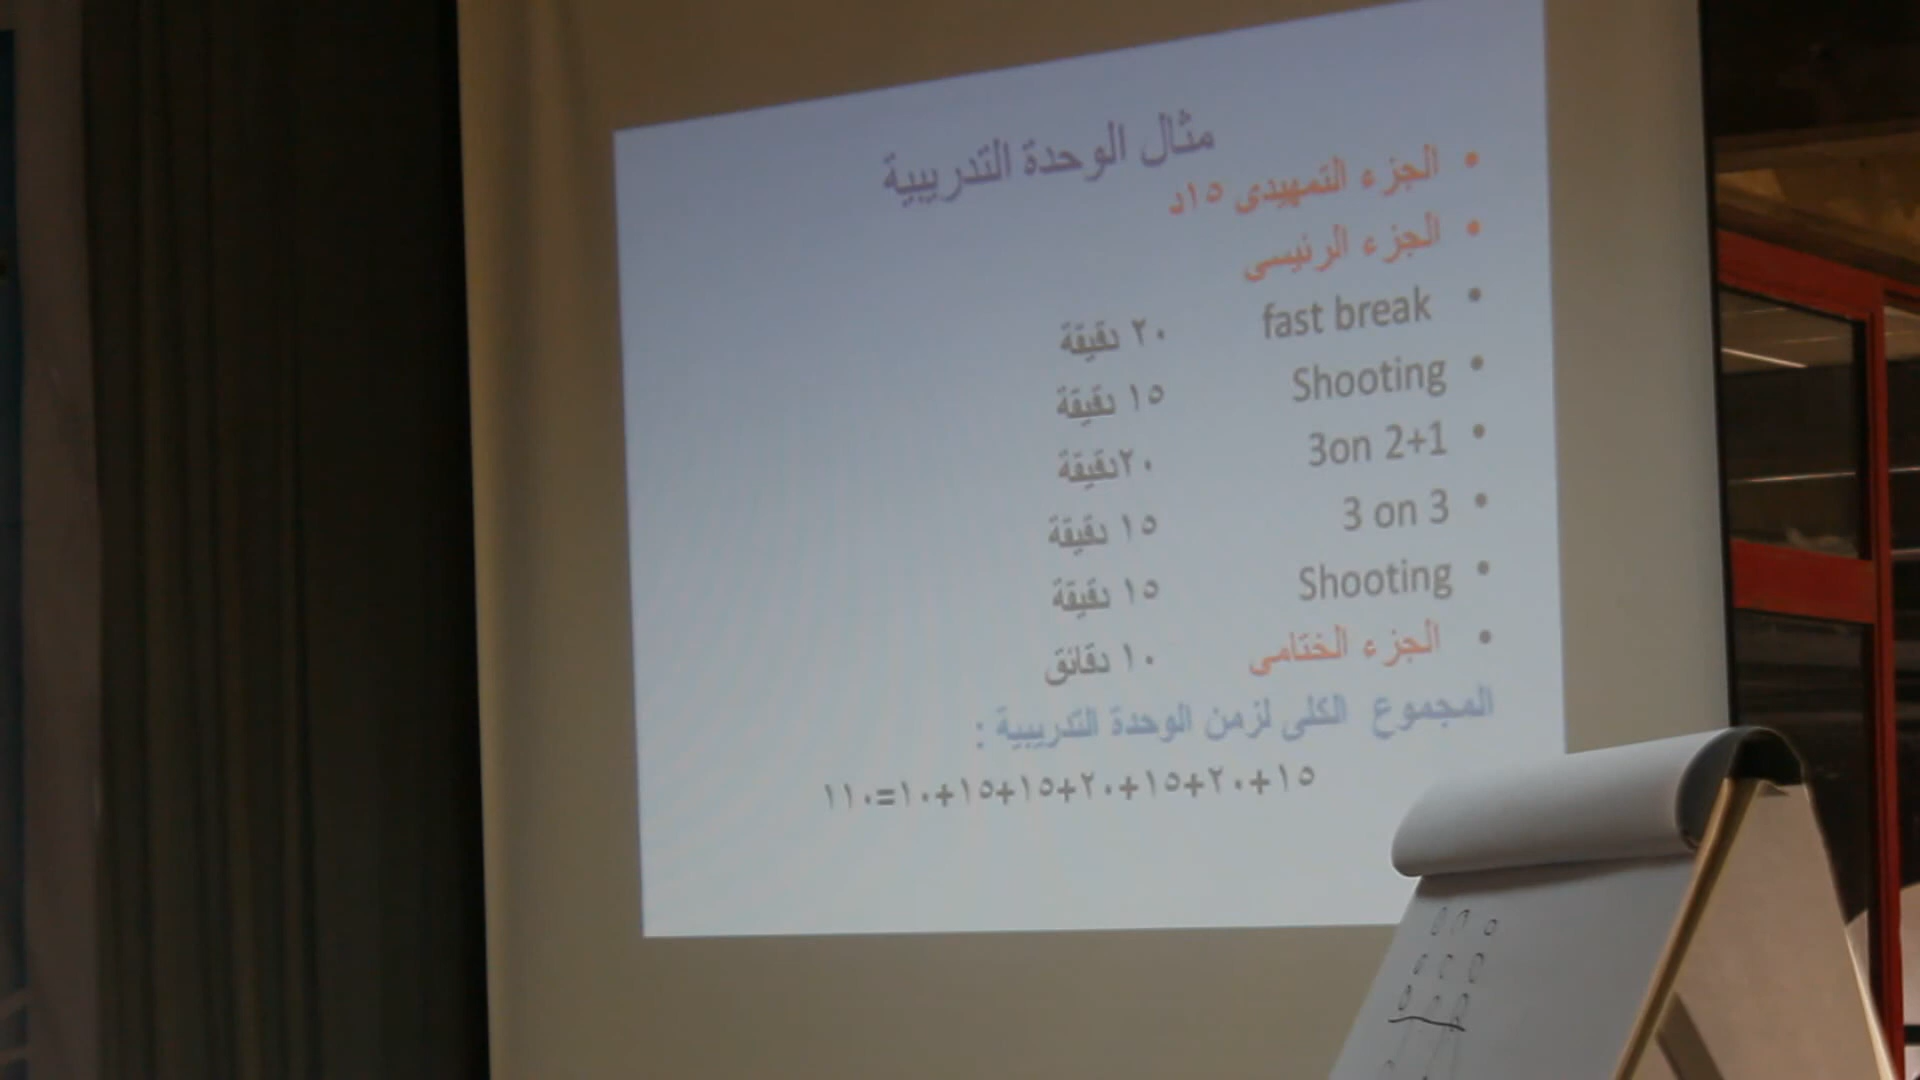 مثال الوحدة التدريبية
• الجزء التمهيدى ١٥د
• الجزء الرئيسى
• fast break ٢٠ دقيقة
• Shooting ١٥ دقيقة
• 3on 2+1 ٢٠دقيقة
• 3 on 3 ١٥ دقيقة
• Shooting ١٥ دقيقة
• الجزء الختامى ١٠ دقائق
المجموع الكلى لزمن الوحدة التدريبية :
١٥+٢٠+١٥+٢٠+١٥+١٥+١٠=١١٠